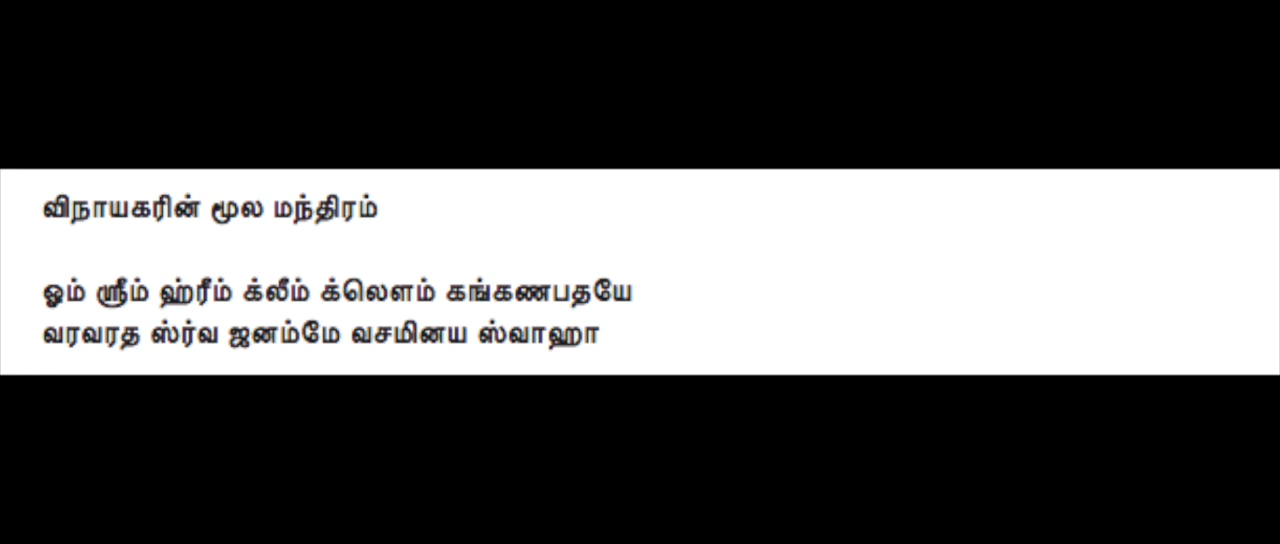 விநாயகரின் மூல மந்திரம்
ஓம் ஸ்ரீம் ஹ்ரீம் க்லீம் க்லௌம் கங்கணபதயே
வரவரத ஸ்ர்வ ஜனம்மே வசமினய ஸ்வாஹா